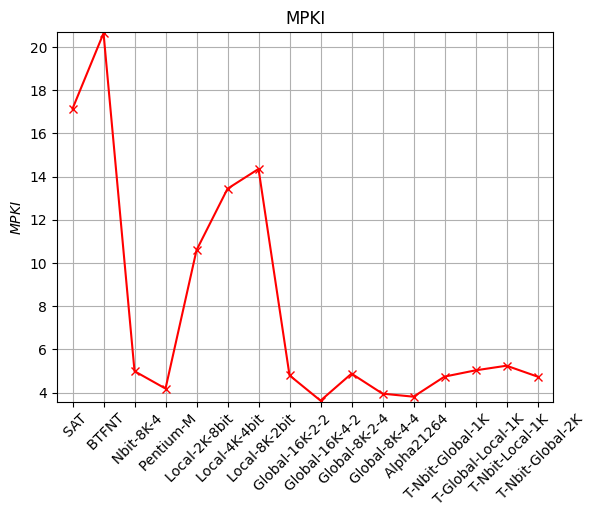 MPKI
20
18
16
14
12
10
8
6
4
MPKI
SAT
BTFNT
Nbit-8K-4
Pentium-M
Local-2K-8bit
Local-4K-4bit
Local-8K-2bit
Global-16K-2-2
Global-16K-4-2
Global-8K-2-4
Global-8K-4-4
Alpha21264
T-Nbit-Global-1K
T-Global-Local-1K
T-Nbit-Local-1K
T-Nbit-Global-2K